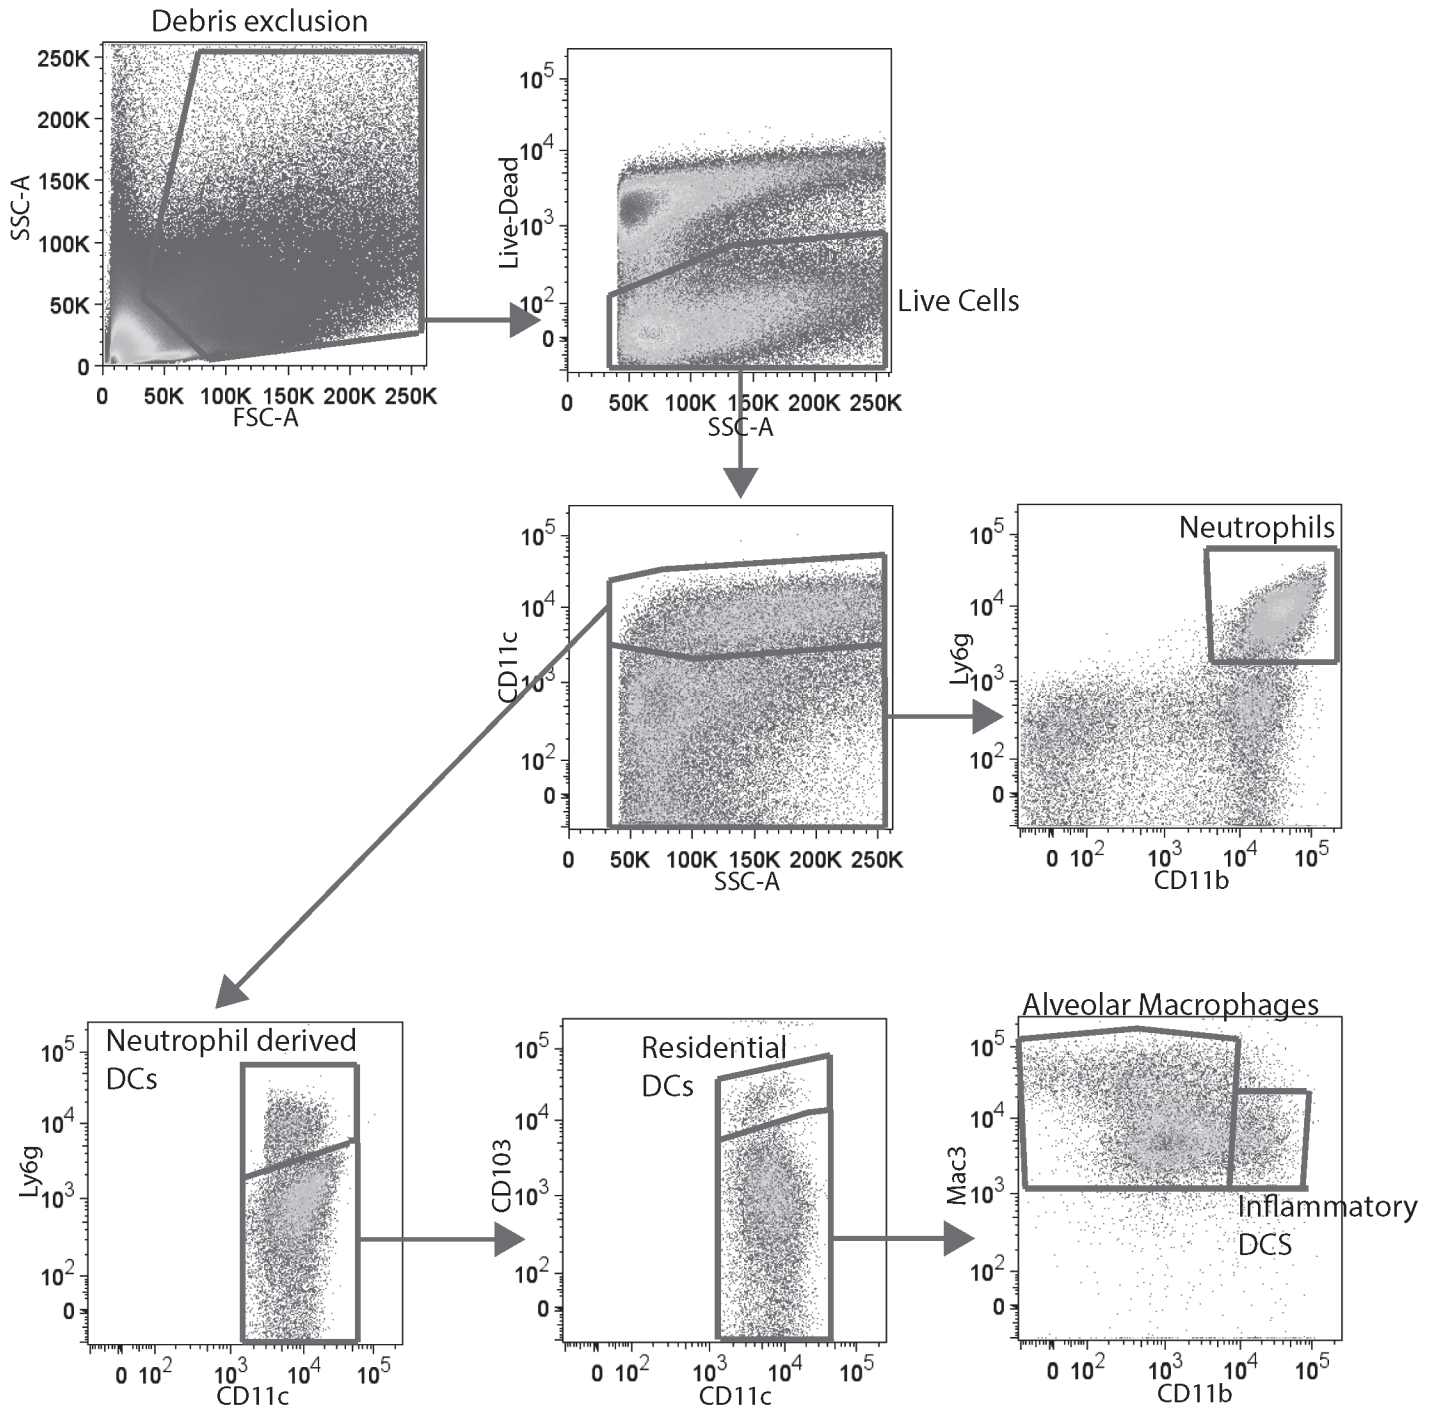 Debris exclusion
250K
200K
150K
100K
50K
0
SSC-A
0 50K 100K 150K 200K 250K
FSC-A
10^5
10^4
10^3
10^2
0
Live-Dead
Live Cells
0 50K 100K 150K 200K 250K
SSC-A
10^5
10^4
10^3
10^2
0
CD11c
0 50K 100K 150K 200K 250K
SSC-A
Neutrophils
10^5
10^4
10^3
10^2
0
Ly6g
0 10^2 10^3 10^4 10^5
CD11b
Neutrophil derived
DCs
10^5
10^4
10^3
10^2
0
Ly6g
0 10^2 10^3 10^4 10^5
CD11c
Residential
DCs
10^5
10^4
10^3
10^2
0
CD103
0 10^2 10^3 10^4 10^5
CD11c
Alveolar Macrophages
10^5
10^4
10^3
10^2
0
Mac3
Inflammatory
DCS
0 10^2 10^3 10^4 10^5
CD11b